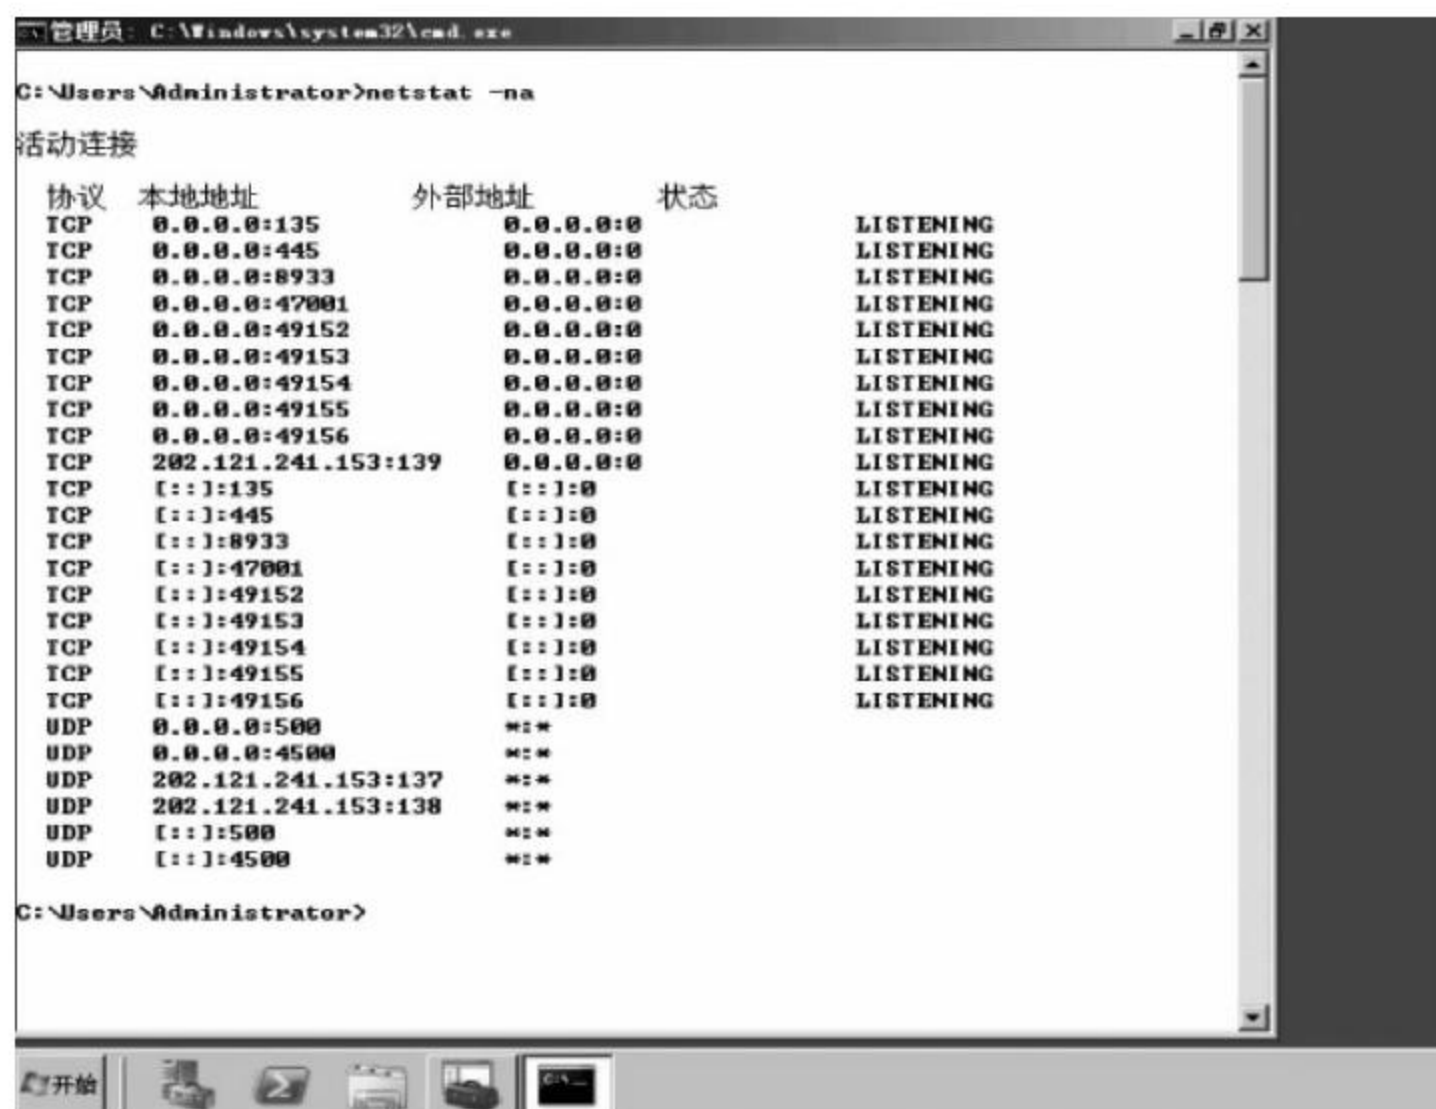 管理员: C:\Windows\system32\cmd.exe
C:\Users\Administrator>netstat -na
活动连接
协议 本地地址 外部地址 状态
TCP 0.0.0.0:135 0.0.0.0:0 LISTENING
TCP 0.0.0.0:445 0.0.0.0:0 LISTENING
TCP 0.0.0.0:8933 0.0.0.0:0 LISTENING
TCP 0.0.0.0:47001 0.0.0.0:0 LISTENING
TCP 0.0.0.0:49152 0.0.0.0:0 LISTENING
TCP 0.0.0.0:49153 0.0.0.0:0 LISTENING
TCP 0.0.0.0:49154 0.0.0.0:0 LISTENING
TCP 0.0.0.0:49155 0.0.0.0:0 LISTENING
TCP 0.0.0.0:49156 0.0.0.0:0 LISTENING
TCP 202.121.241.153:139 0.0.0.0:0 LISTENING
TCP [::]:135 [::]:0 LISTENING
TCP [::]:445 [::]:0 LISTENING
TCP [::]:8933 [::]:0 LISTENING
TCP [::]:47001 [::]:0 LISTENING
TCP [::]:49152 [::]:0 LISTENING
TCP [::]:49153 [::]:0 LISTENING
TCP [::]:49154 [::]:0 LISTENING
TCP [::]:49155 [::]:0 LISTENING
TCP [::]:49156 [::]:0 LISTENING
UDP 0.0.0.0:500 *:*
UDP 0.0.0.0:4500 *:*
UDP 202.121.241.153:137 *:*
UDP 202.121.241.153:138 *:*
UDP [::]:500 *:*
UDP [::]:4500 *:*
C:\Users\Administrator>
开始